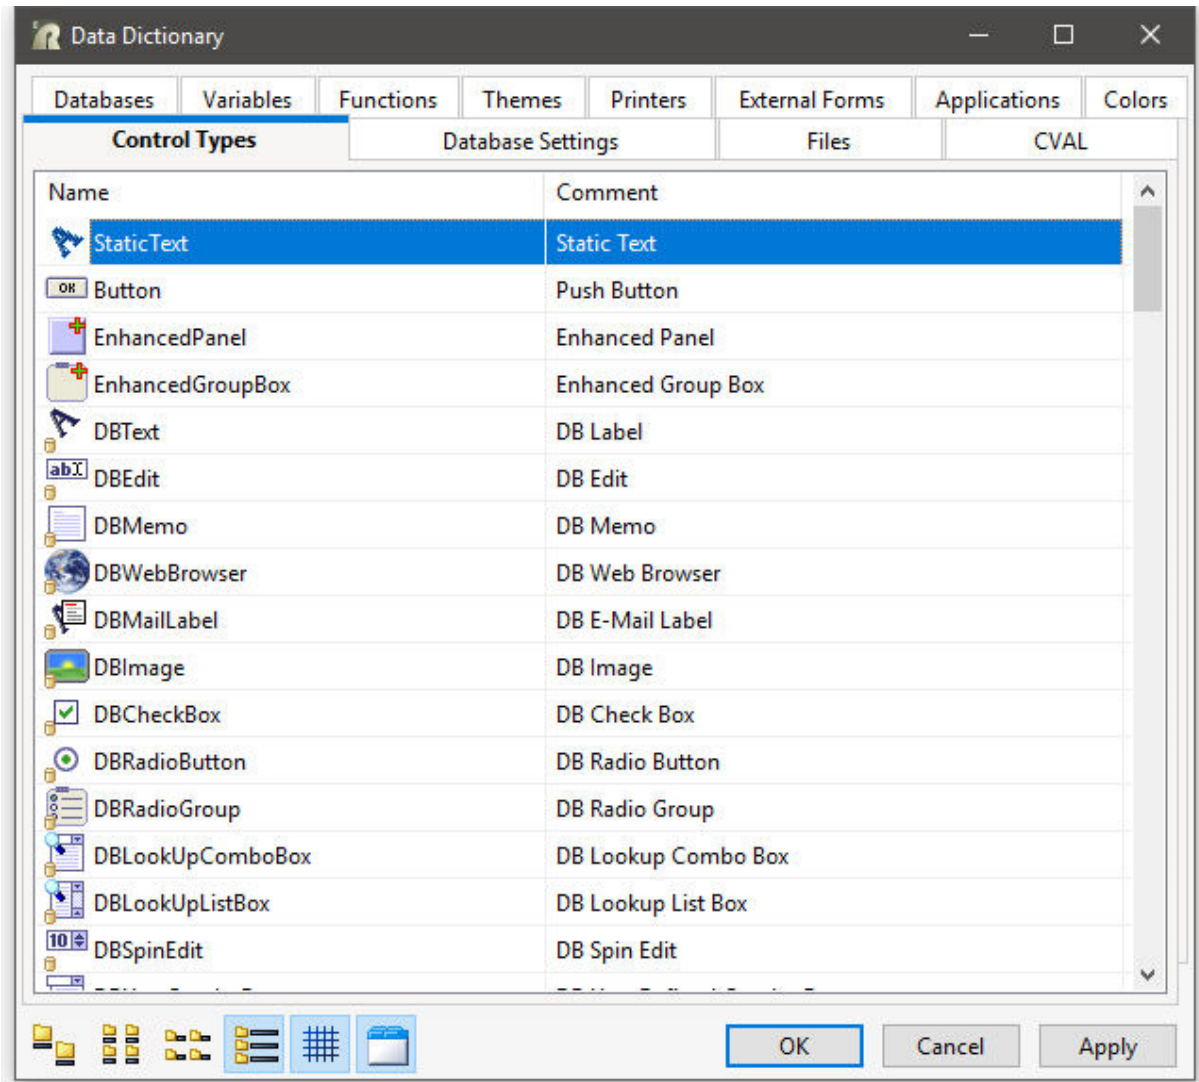 Data Dictionary
Databases Variables Functions Themes Printers External Forms Applications Colors
Control Types Database Settings Files CVAL
Name Comment
StaticText Static Text
OK Button Push Button
EnhancedPanel Enhanced Panel
EnhancedGroupBox Enhanced Group Box
DBText DB Label
abI DBEdit DB Edit
DBMemo DB Memo
DBWebBrowser DB Web Browser
DBMailLabel DB E-Mail Label
DBImage DB Image
DBCheckBox DB Check Box
DBRadioButton DB Radio Button
DBRadioGroup DB Radio Group
DBLookUpComboBox DB Lookup Combo Box
DBLookUpListBox DB Lookup List Box
10 DBSpinEdit DB Spin Edit
OK Cancel Apply